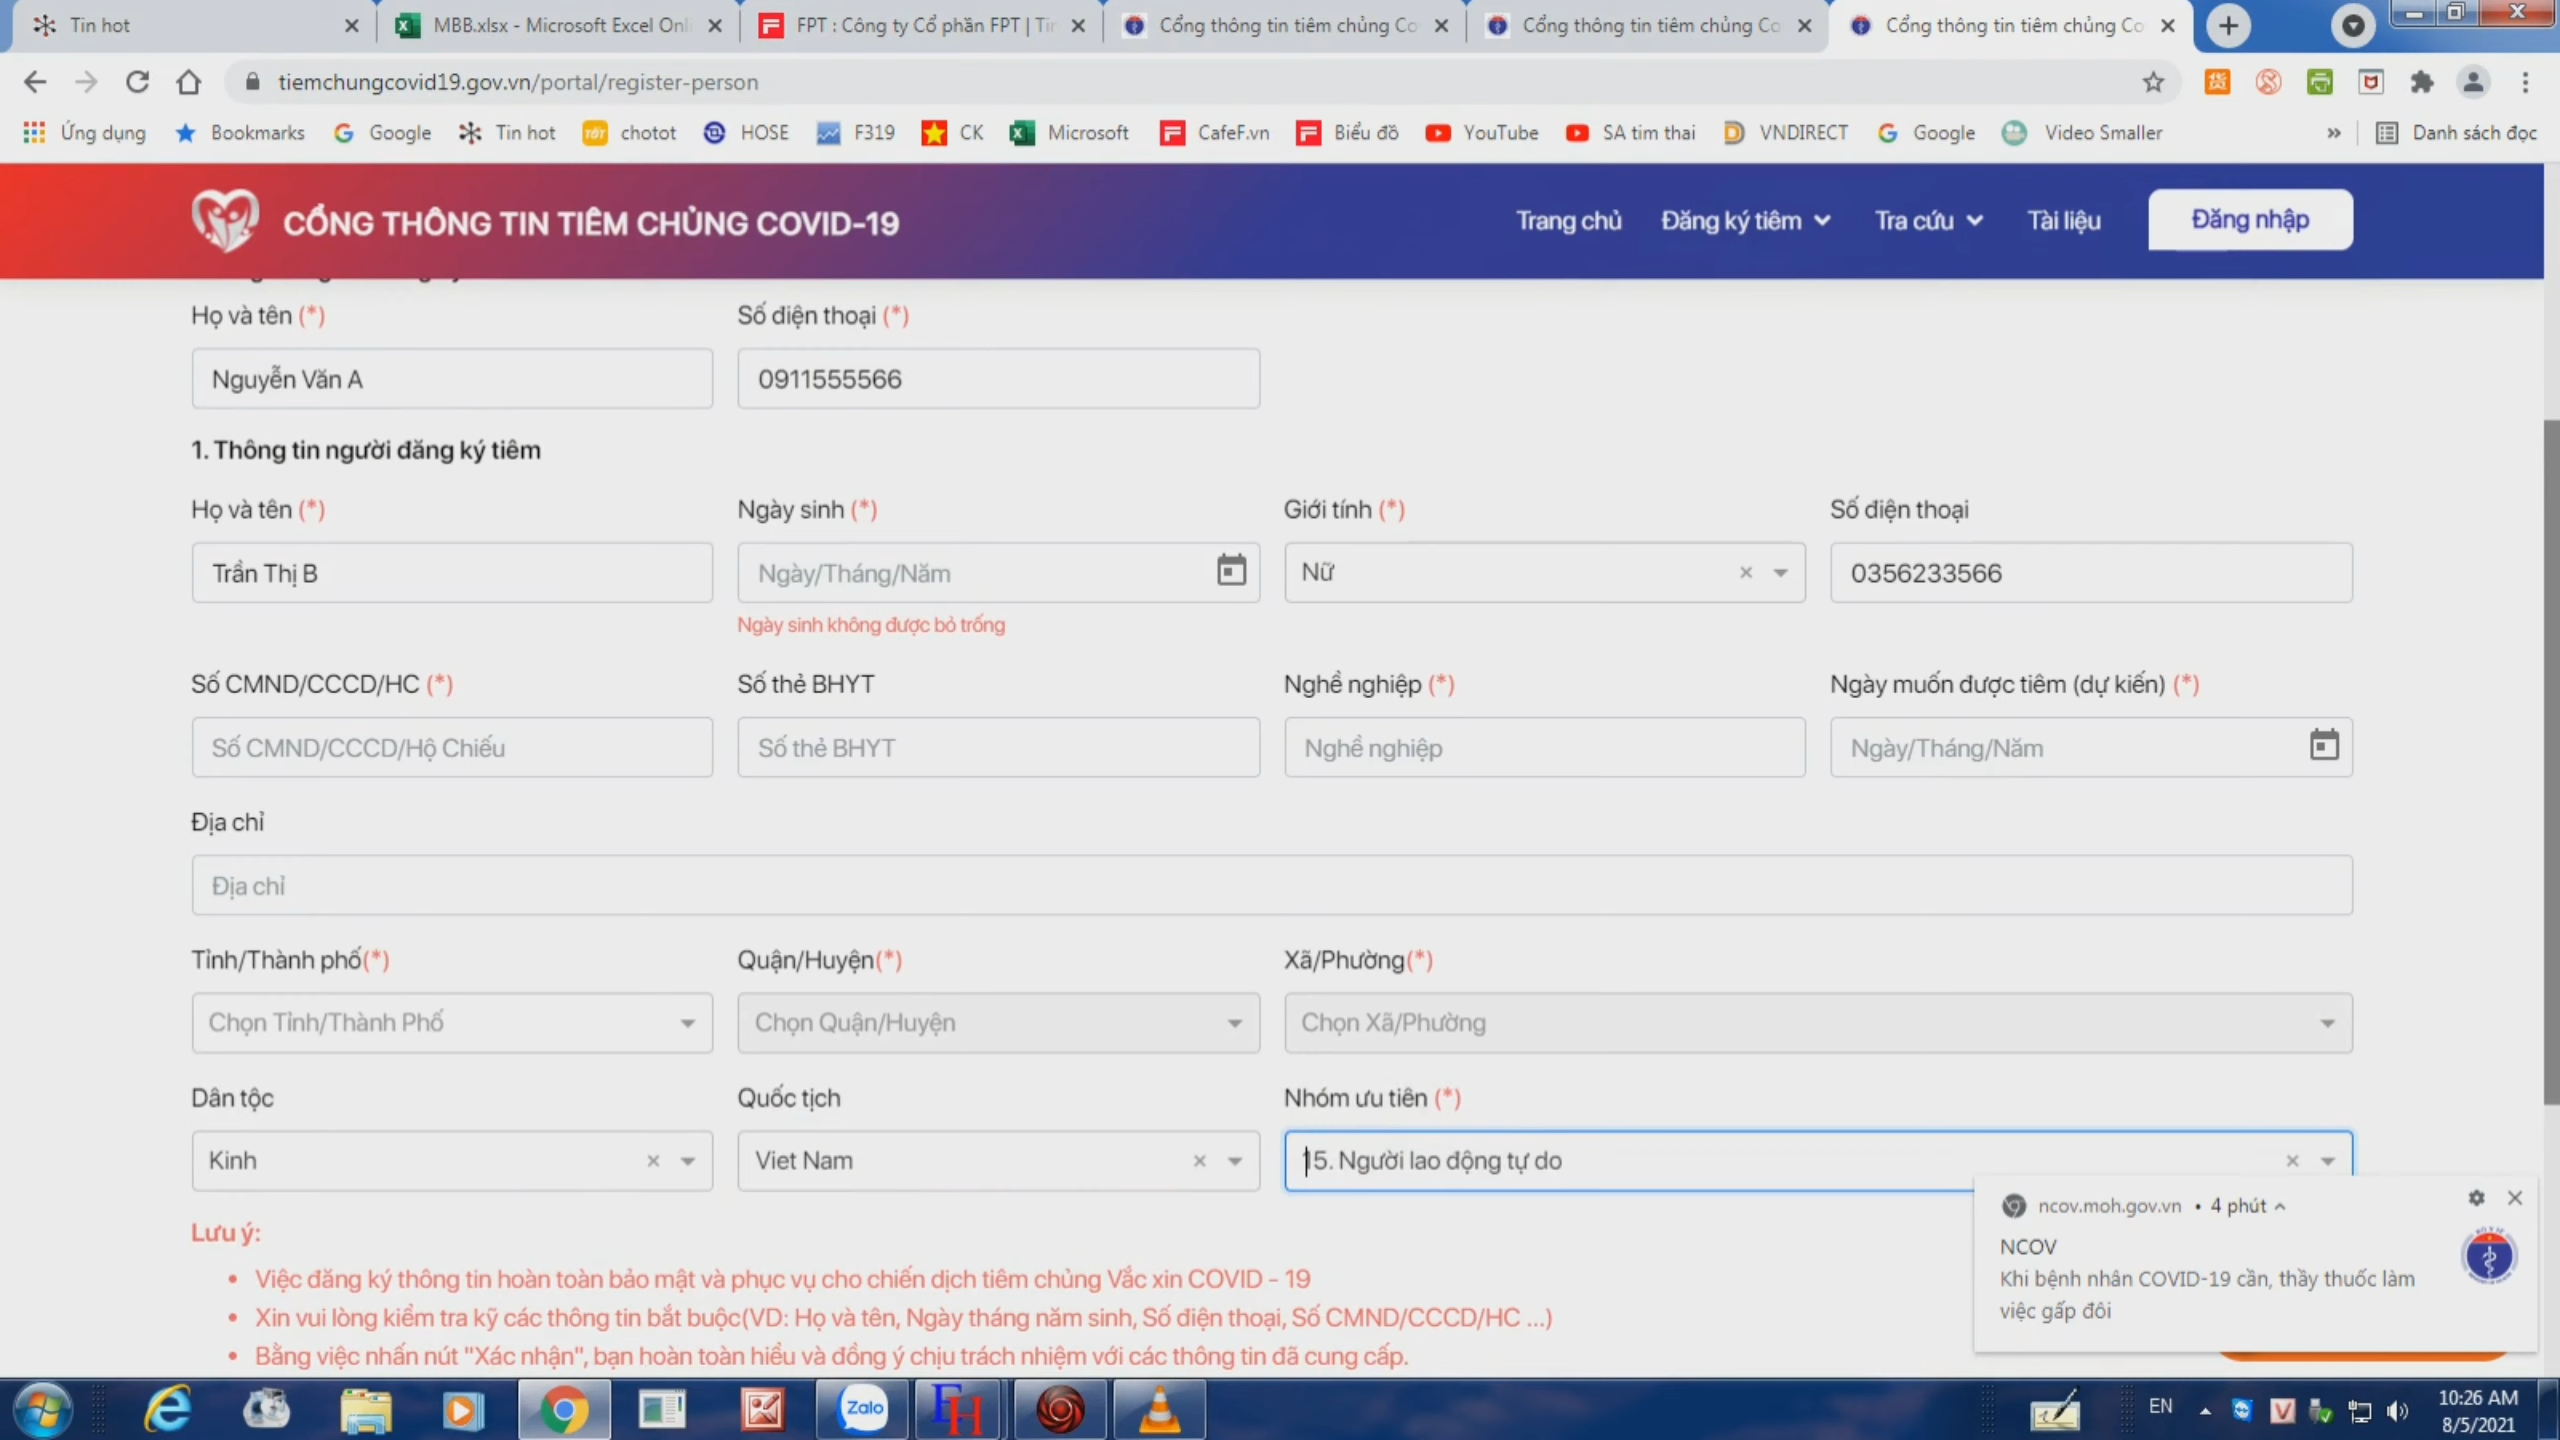 Tin hot
MBB.xlsx - Microsoft Excel Onli
FPT : Công ty Cổ phần FPT | Tin
Cổng thông tin tiêm chủng Co
Cổng thông tin tiêm chủng Co
Cổng thông tin tiêm chủng Co
tiemchungcovid19.gov.vn/portal/register-person
Ứng dụng Bookmarks Google Tin hot chotot HOSE F319 CK Microsoft CafeF.vn Biểu đồ YouTube SA tim thai VNDIRECT Google Video Smaller » Danh sách đọc
CỔNG THÔNG TIN TIÊM CHỦNG COVID-19
Trang chủ Đăng ký tiêm Tra cứu Tài liệu Đăng nhập
Họ và tên (*) Số điện thoại (*)
Nguyễn Văn A 0911555566
1. Thông tin người đăng ký tiêm
Họ và tên (*) Ngày sinh (*) Giới tính (*) Số điện thoại
Trần Thị B Ngày/Tháng/Năm Nữ 0356233566
Ngày sinh không được bỏ trống
Số CMND/CCCD/HC (*) Số thẻ BHYT Nghề nghiệp (*) Ngày muốn được tiêm (dự kiến) (*)
Số CMND/CCCD/Hộ Chiếu Số thẻ BHYT Nghề nghiệp Ngày/Tháng/Năm
Địa chỉ
Địa chỉ
Tỉnh/Thành phố(*) Quận/Huyện(*) Xã/Phường(*)
Chọn Tỉnh/Thành Phố Chọn Quận/Huyện Chọn Xã/Phường
Dân tộc Quốc tịch Nhóm ưu tiên (*)
Kinh Viet Nam 15. Người lao động tự do
Lưu ý:
• Việc đăng ký thông tin hoàn toàn bảo mật và phục vụ cho chiến dịch tiêm chủng Vắc xin COVID - 19
• Xin vui lòng kiểm tra kỹ các thông tin bắt buộc(VD: Họ và tên, Ngày tháng năm sinh, Số điện thoại, Số CMND/CCCD/HC ...)
• Bằng việc nhấn nút "Xác nhận", bạn hoàn toàn hiểu và đồng ý chịu trách nhiệm với các thông tin đã cung cấp.
ncov.moh.gov.vn • 4 phút
NCOV
Khi bệnh nhân COVID-19 cần, thầy thuốc làm
việc gấp đôi
Zalo
EN
10:26 AM
8/5/2021